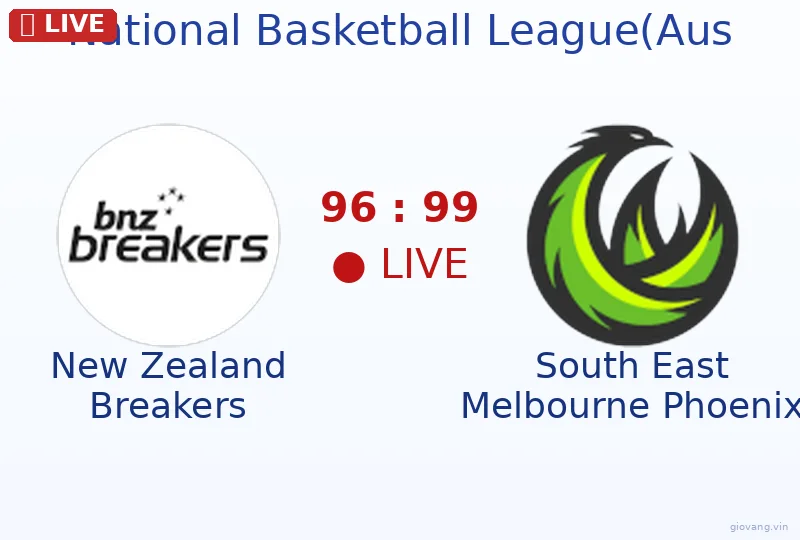 LIVE
National Basketball League(Aus
bnz
breakers
96 : 99
LIVE
New Zealand
Breakers
South East
Melbourne Phoenix
giovang.vin